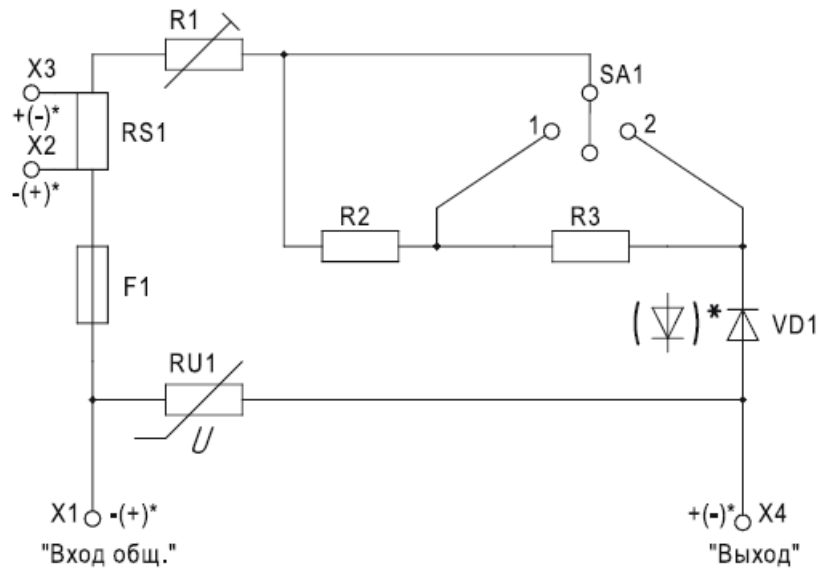 R1
X3
+(-)*
RS1
X2
-(+)*
SA1
1
2
R2
R3
F1
( )*
VD1
RU1
U
X1 -(+)*
+(-)* X4
"Вход общ."
"Выход"